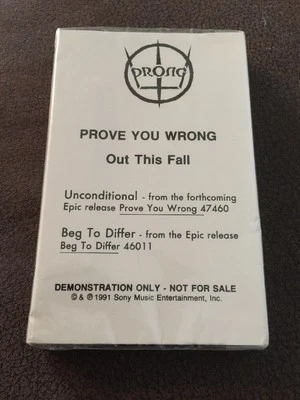 PRONG
PROVE YOU WRONG
Out This Fall
Unconditional - from the forthcoming
Epic release Prove You Wrong 47460
Beg To Differ - from the Epic release
Beg To Differ 46011
DEMONSTRATION ONLY - NOT FOR SALE
© & ℗ 1991 Sony Music Entertainment, Inc.